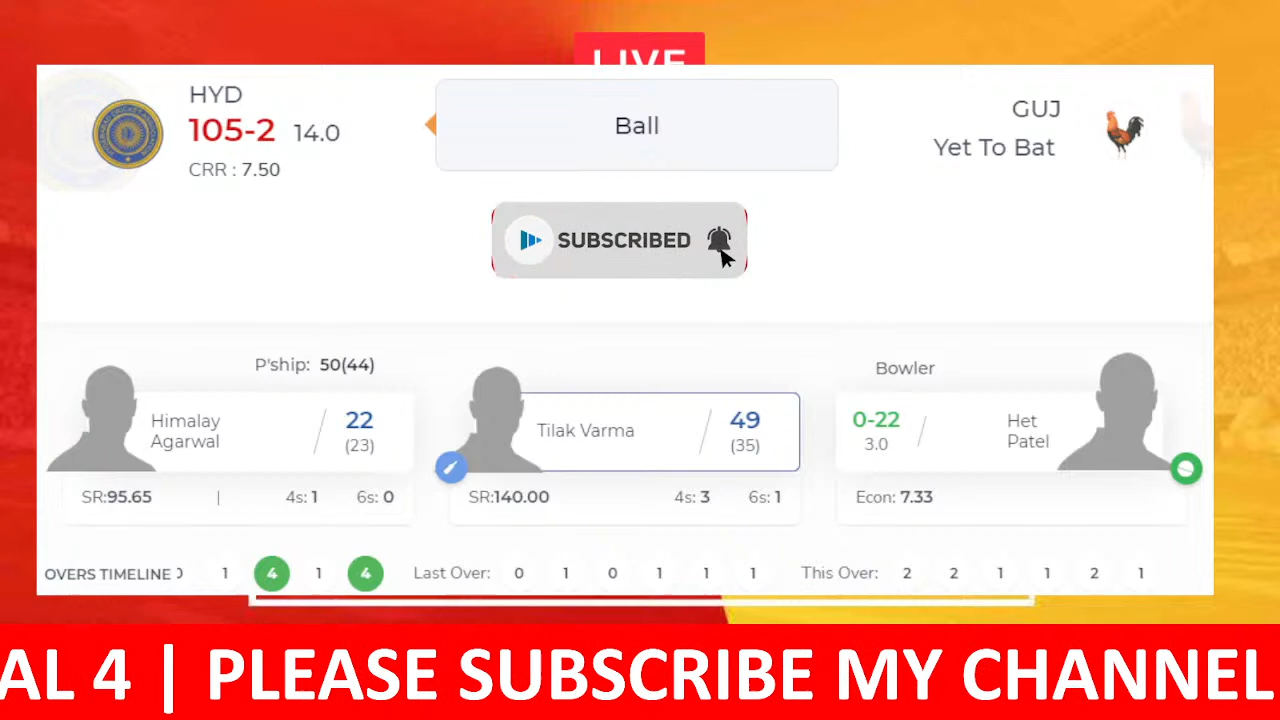 LIVE
HYD
105-2 14.0
CRR : 7.50
Ball
GUJ
Yet To Bat
SUBSCRIBED
P'ship: 50(44)
Himalay
Agarwal
22
(23)
SR:95.65 | 4s: 1 6s: 0
Tilak Varma
49
(35)
SR:140.00 4s: 3 6s: 1
Bowler
0-22
3.0
Het
Patel
Econ: 7.33
OVERS TIMELINE 1 4 1 4 Last Over: 0 1 0 1 1 1 This Over: 2 2 1 1 2 1
AL 4 | PLEASE SUBSCRIBE MY CHANNEL